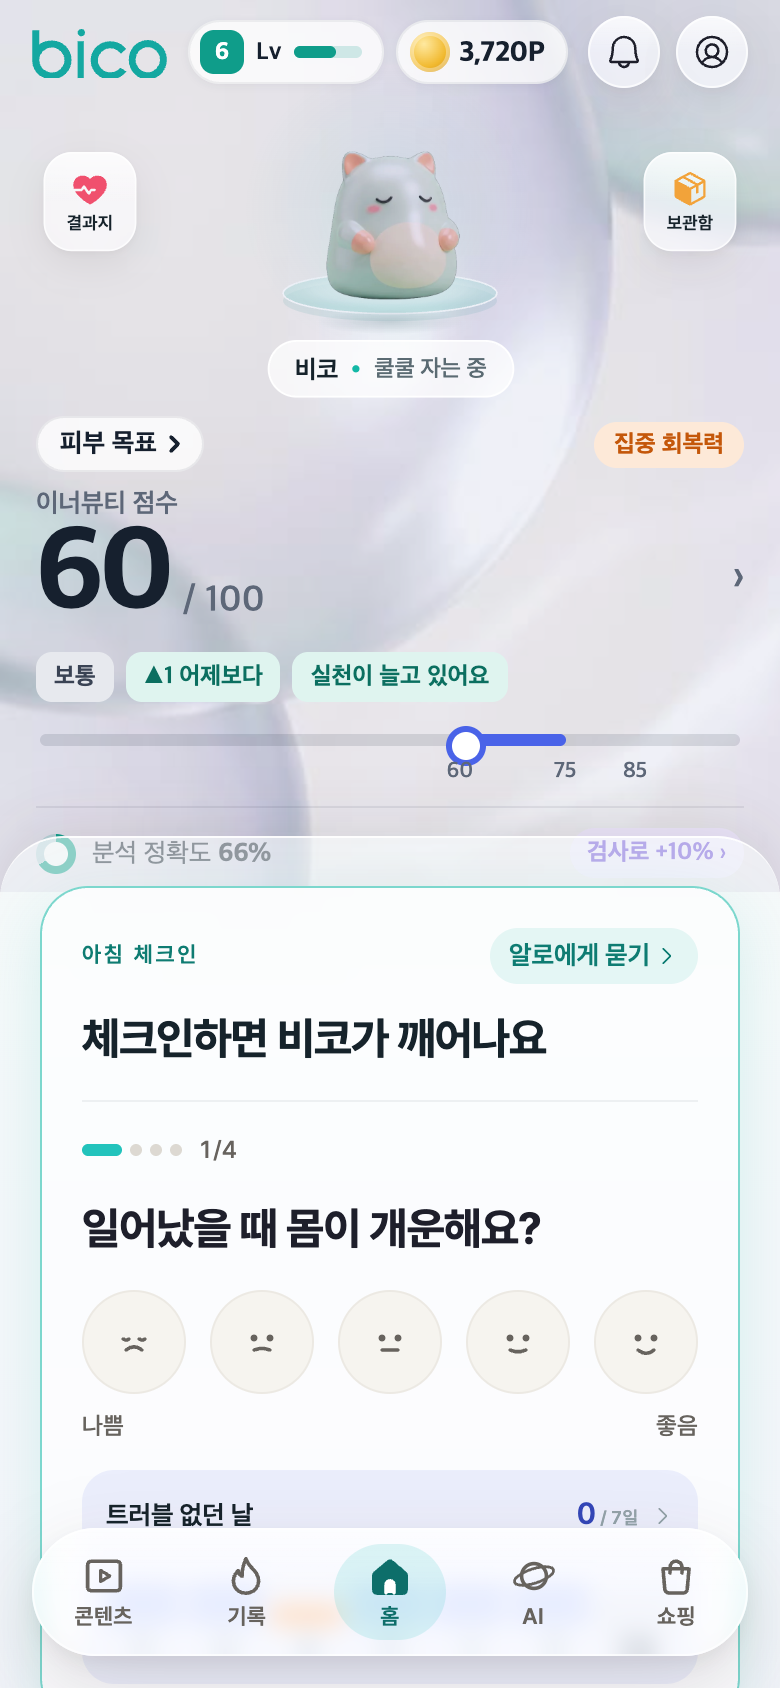 bico
6 Lv
3,720P
결과지
보관함
비코 • 쿨쿨 자는 중
피부 목표 >
집중 회복력
이너뷰티 점수
60 / 100
›
보통
▲1 어제보다
실천이 늘고 있어요
60 75 85
분석 정확도 66%
검사로 +10% ›
아침 체크인
알로에게 묻기 >
체크인하면 비코가 깨어나요
1/4
일어났을 때 몸이 개운해요?
나쁨
좋음
트러블 없던 날
0 / 7일 >
콘텐츠
기록
홈
AI
쇼핑